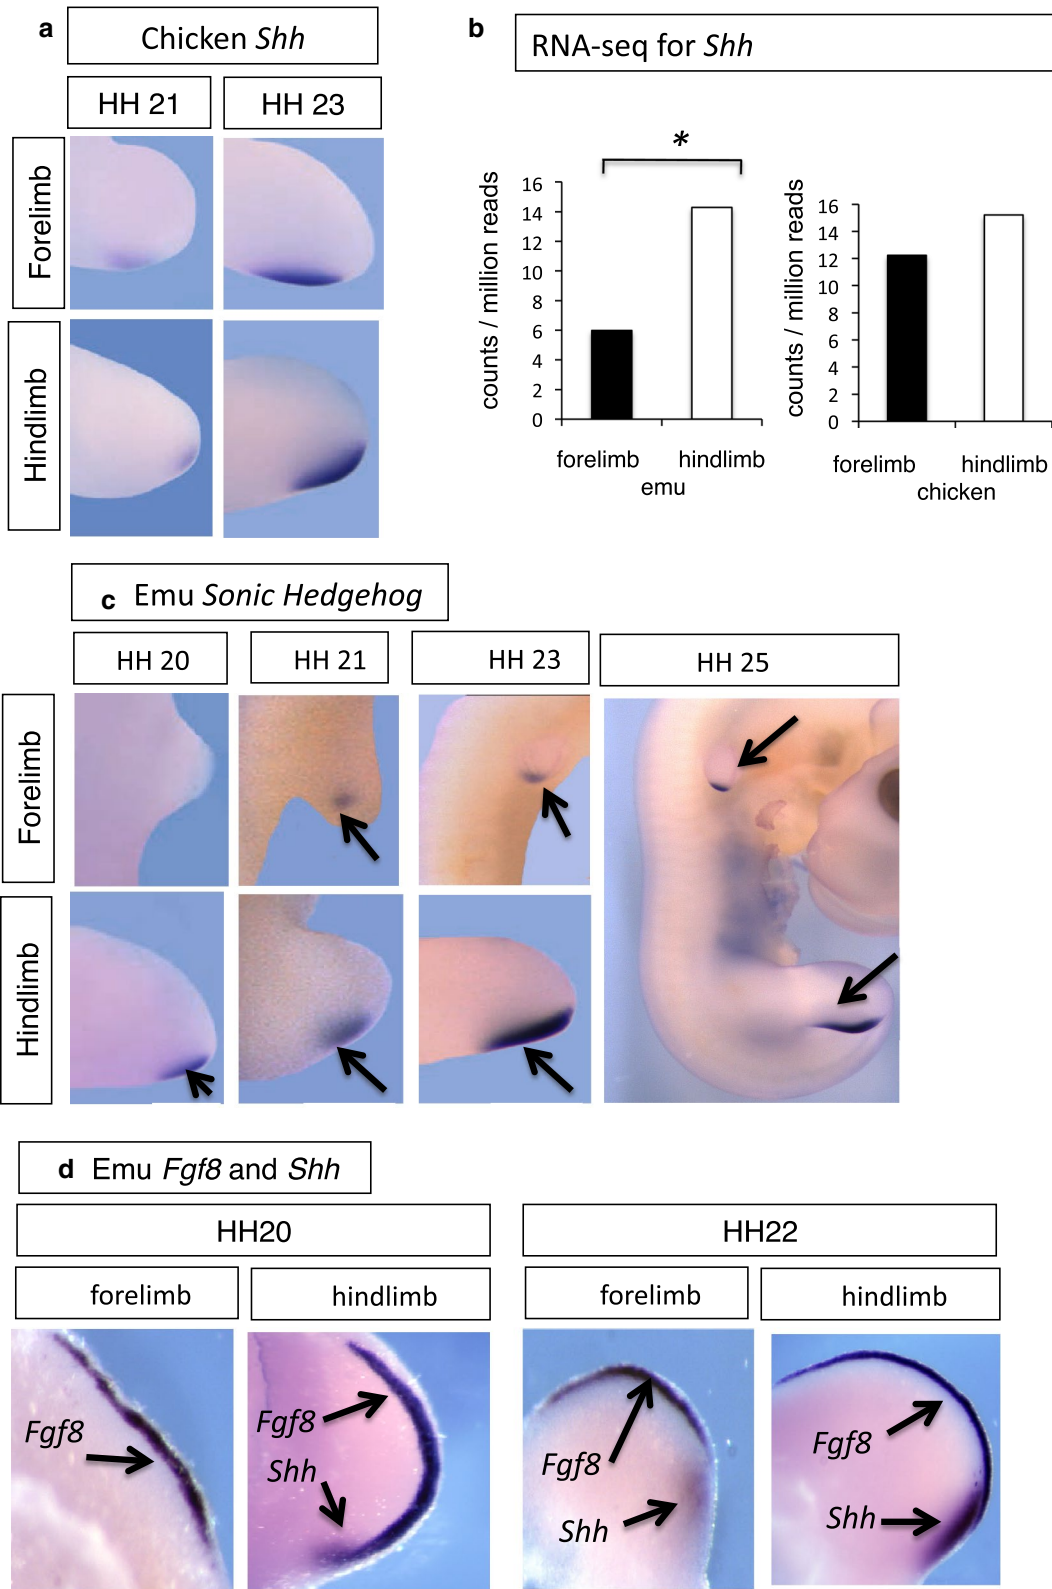 a
Chicken Shh
HH 21
HH 23
Forelimb
Hindlimb
b
RNA-seq for Shh
*
counts / million reads
16
14
12
10
8
6
4
2
0
forelimb
hindlimb
emu
counts / million reads
16
14
12
10
8
6
4
2
0
forelimb
hindlimb
chicken
c Emu Sonic Hedgehog
HH 20
HH 21
HH 23
HH 25
Forelimb
Hindlimb
d Emu Fgf8 and Shh
HH20
HH22
forelimb
hindlimb
forelimb
hindlimb
Fgf8
Fgf8
Shh
Fgf8
Shh
Fgf8
Shh